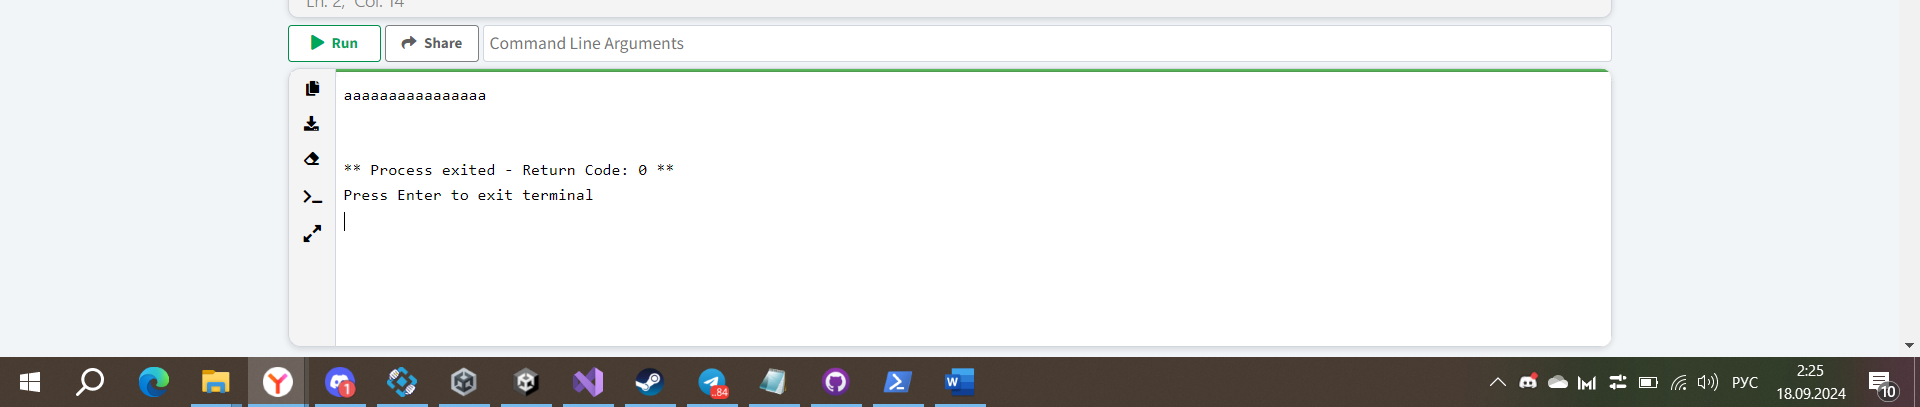 Ln: 2, Col: 14
Run Share Command Line Arguments
aaaaaaaaaaaaaaaa
** Process exited - Return Code: 0 **
Press Enter to exit terminal
1 ..84 W РУС 2:25
18.09.2024 10